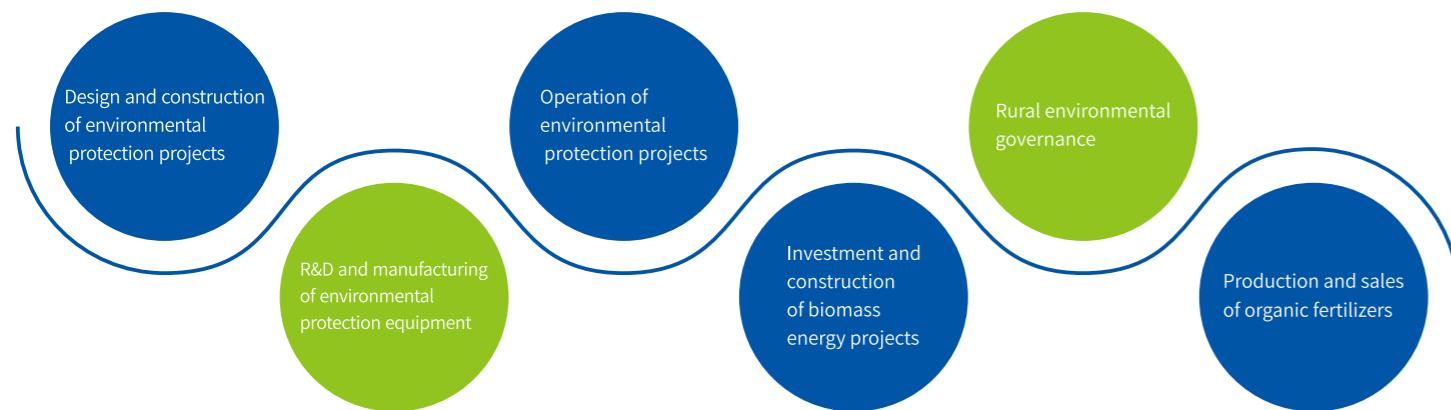 Design and construction
of environmental
protection projects
R&D and manufacturing
of environmental
protection equipment
Operation of
environmental
protection projects
Investment and
construction
of biomass
energy projects
Rural environmental
governance
Production and sales
of organic fertilizers